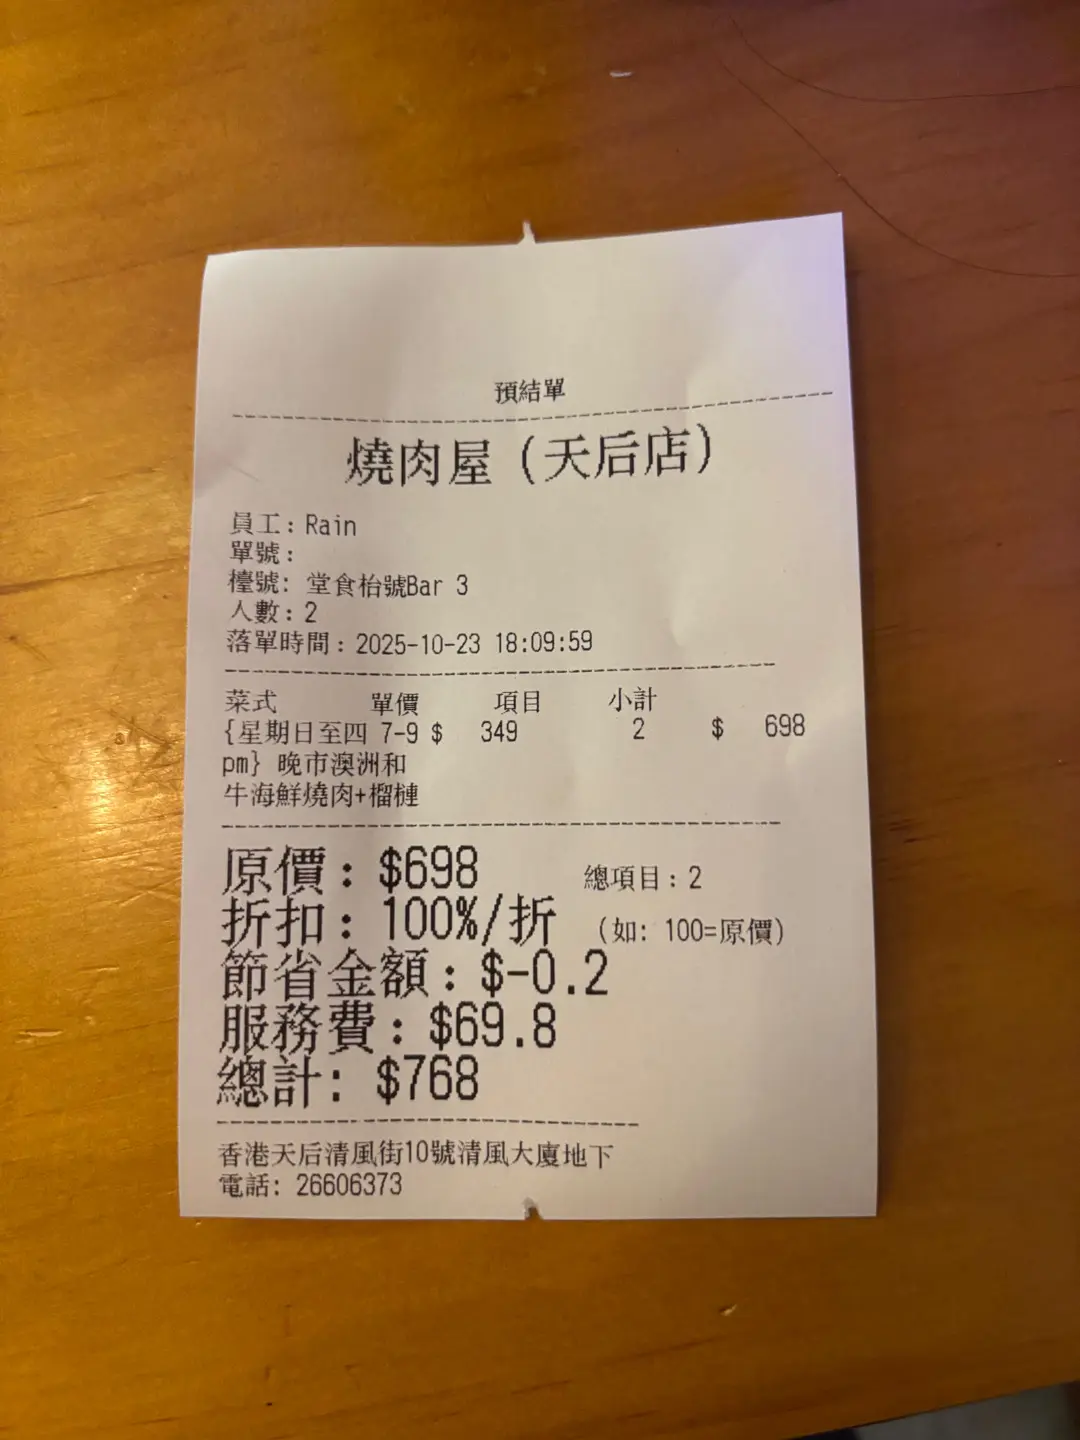 預結單
燒肉屋（天后店）
員工：Rain
單號：
檯號: 堂食枱號Bar 3
人數：2
落單時間：2025-10-23 18:09:59
菜式 單價 項目 小計
{星期日至四 7-9 $ 349 2 $ 698
pm} 晚市澳洲和
牛海鮮燒肉+榴槤
原價：$698 總項目：2
折扣：100%/折 （如: 100=原價）
節省金額：$-0.2
服務費：$69.8
總計: $768
香港天后清風街10號清風大廈地下
電話: 26606373